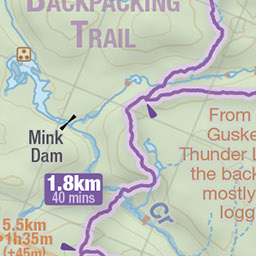 BACKPACKING
TRAIL
Mink
Dam
From
Guske
Thunder L
the back
mostly
logg
1.8km
40 mins
Cr
5.5km
1h35m
(+45m)